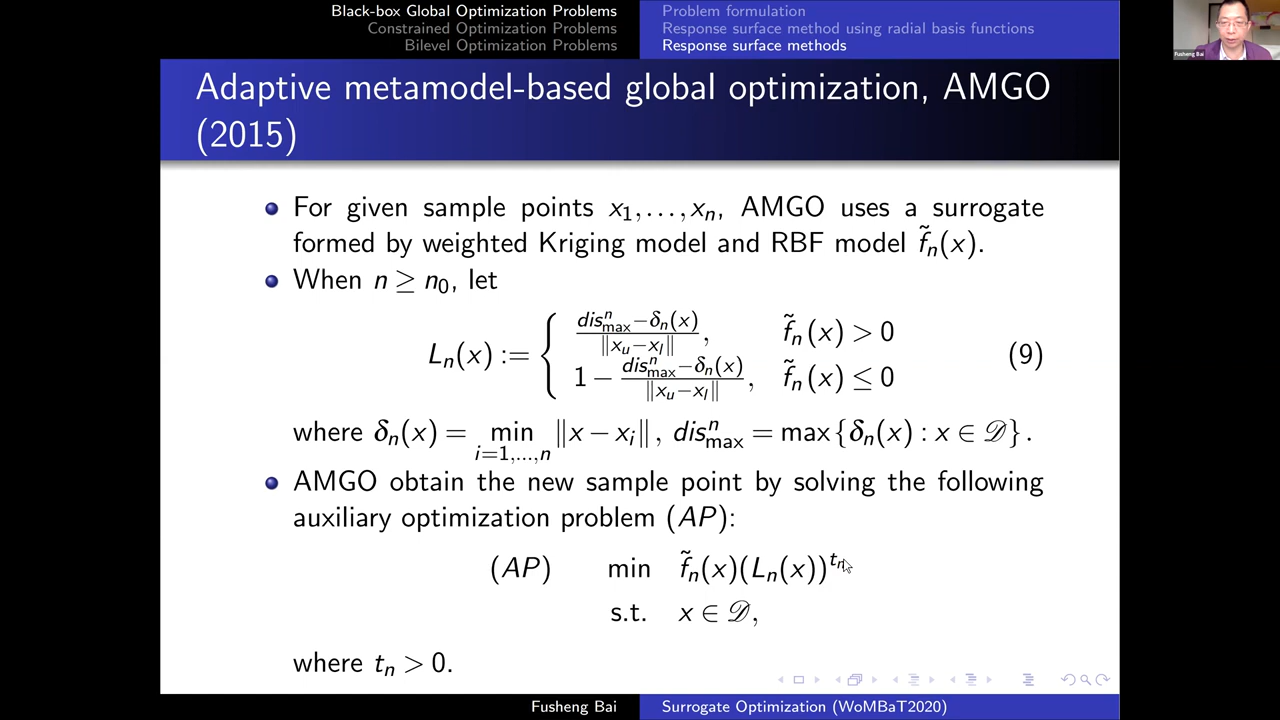 Black-box Global Optimization Problems
Constrained Optimization Problems
Bilevel Optimization Problems
Problem formulation
Response surface method using radial basis functions
Response surface methods
Fusheng Bai
Adaptive metamodel-based global optimization, AMGO
(2015)
For given sample points x₁,...,xₙ, AMGO uses a surrogate
formed by weighted Kriging model and RBF model f̃ₙ(x).
When n ≥ n₀, let
Lₙ(x) := { (disⁿₘₐₓ−δₙ(x))/‖xᵤ−xₗ‖, f̃ₙ(x) > 0
1 − (disⁿₘₐₓ−δₙ(x))/‖xᵤ−xₗ‖, f̃ₙ(x) ≤ 0 (9)
where δₙ(x) = min_{i=1,...,n} ‖x − xᵢ‖, disⁿₘₐₓ = max{δₙ(x) : x ∈ 𝒟}.
AMGO obtain the new sample point by solving the following
auxiliary optimization problem (AP):
(AP) min f̃ₙ(x)(Lₙ(x))^{tₙ}
s.t. x ∈ 𝒟,
where tₙ > 0.
Fusheng Bai
Surrogate Optimization (WoMBaT2020)